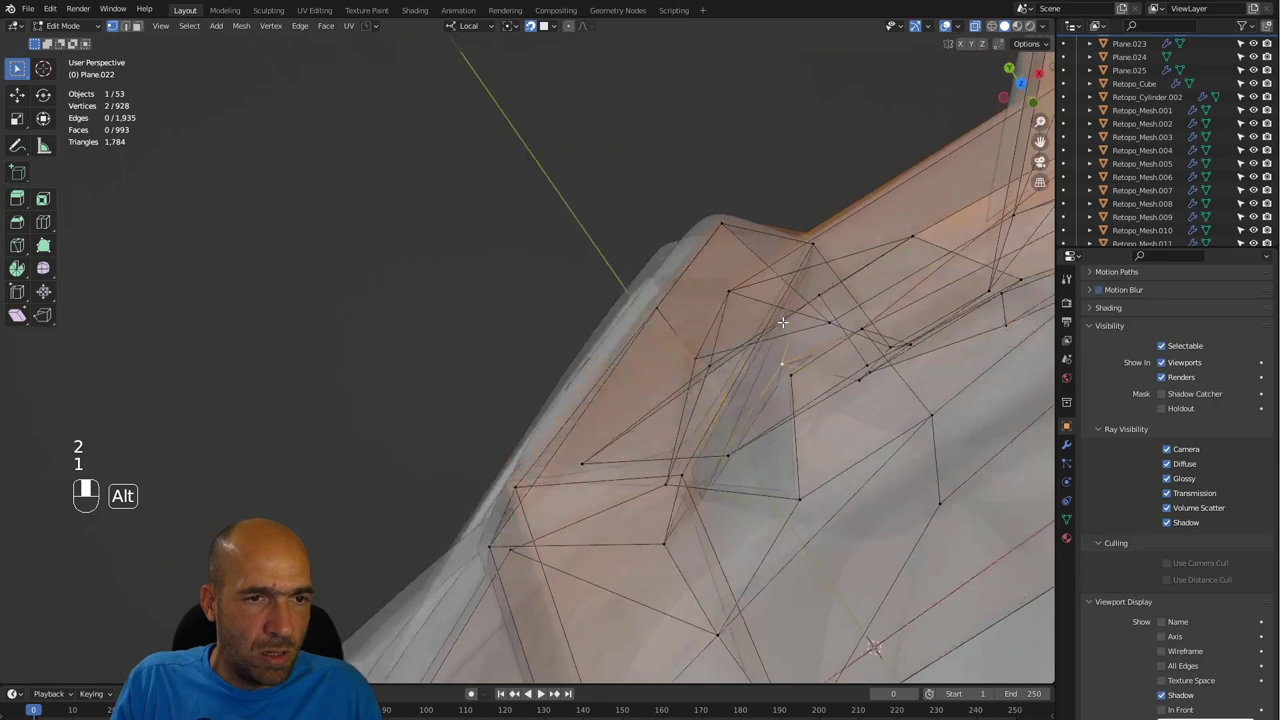 File Edit Render Window Help Layout Modeling Sculpting UV Editing Texture Paint Shading Animation Rendering Compositing Geometry Nodes Scripting Scene ViewLayer
Edit Mode View Select Add Mesh Vertex Edge Face UV Local
X Y Z Options
User Perspective
(0) Plane.022
Objects 1 / 53
Vertices 2 / 928
Edges 0 / 1,935
Faces 0 / 993
Triangles 1,784
2
1
Alt
Y
X
Z
Plane.023
Plane.024
Plane.025
Retopo_Cube
Retopo_Cylinder.002
Retopo_Mesh.001
Retopo_Mesh.002
Retopo_Mesh.003
Retopo_Mesh.004
Retopo_Mesh.005
Retopo_Mesh.006
Retopo_Mesh.007
Retopo_Mesh.008
Retopo_Mesh.009
Retopo_Mesh.010
Retopo_Mesh.011
Motion Paths
Motion Blur
Shading
Visibility
Selectable
Show In Viewports
Renders
Mask Shadow Catcher
Holdout
Ray Visibility
Camera
Diffuse
Glossy
Transmission
Volume Scatter
Shadow
Culling
Use Camera Cull
Use Distance Cull
Viewport Display
Show Name
Axis
Wireframe
All Edges
Texture Space
Shadow
In Front
Playback Keying 0 Start 1 End 250
0 10 70 80 90 100 110 120 130 140 150 160 170 180 190 200 210 220 230 240 250